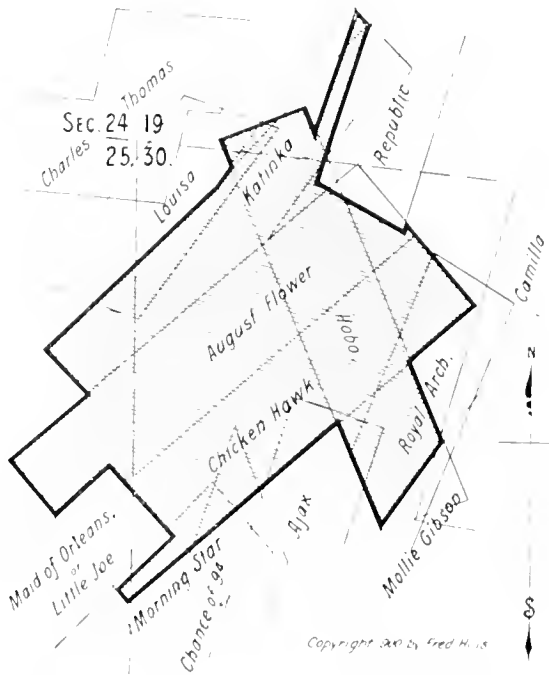 Thomas
SEC. 24 19
25, 30.
Charles
Louisa
Katinka
Republic
Camilla
August Flower
Hobo,
Chicken Hawk
Royal Arch.
N
Ajax
Mollie Gibson
Maid of Orleans.
or
Little Joe
Morning Star
Chance of 98
S
Copyright by Fred